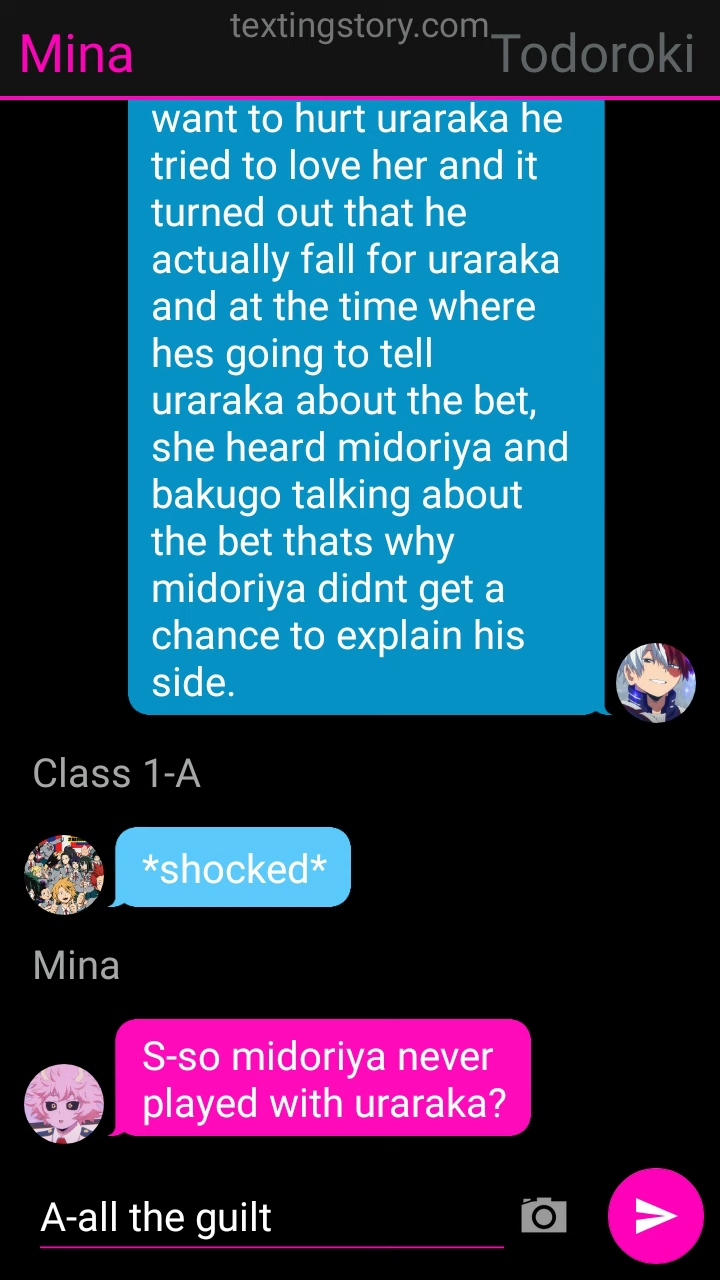 textingstory.com
Mina
Todoroki
want to hurt uraraka he
tried to love her and it
turned out that he
actually fall for uraraka
and at the time where
hes going to tell
uraraka about the bet,
she heard midoriya and
bakugo talking about
the bet thats why
midoriya didnt get a
chance to explain his
side.
Class 1-A
*shocked*
Mina
S-so midoriya never
played with uraraka?
A-all the guilt